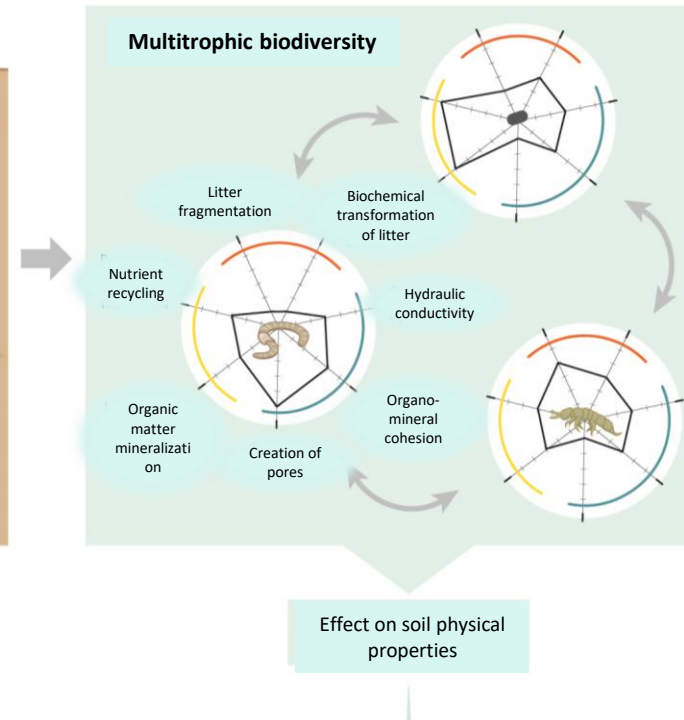 Multitrophic biodiversity
Litter
fragmentation
Biochemical
transformation
of litter
Nutrient
recycling
Hydraulic
conductivity
Organic
matter
mineralizati
on
Organo-
mineral
cohesion
Creation of
pores
Effect on soil physical
properties